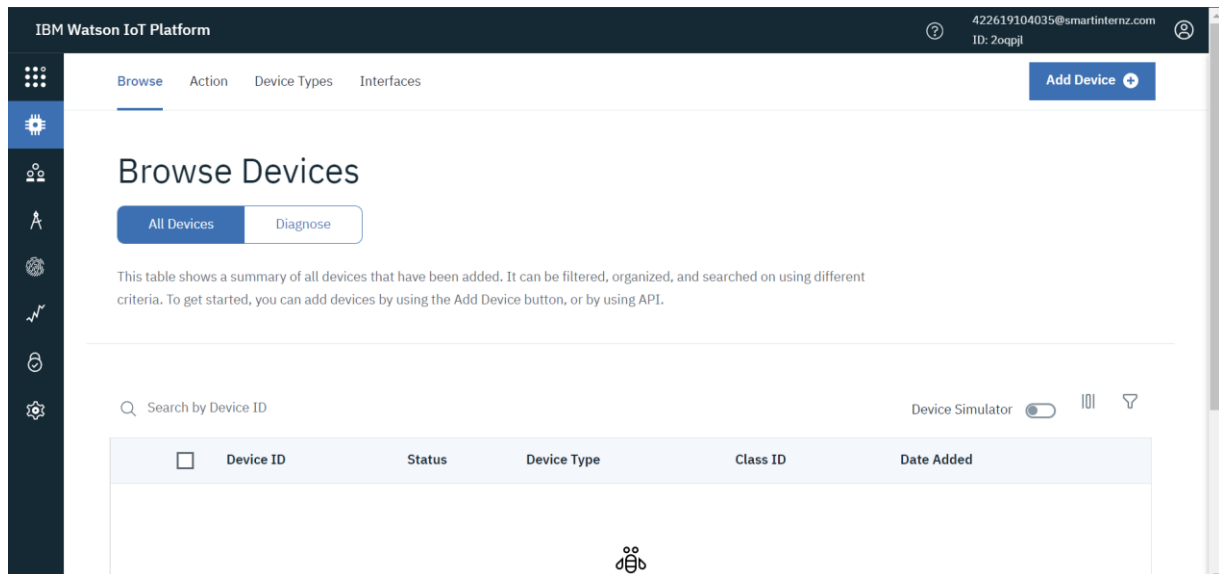 IBM Watson IoT Platform
422619104035@smartinternz.com
ID: 2oqpjl
Browse Action Device Types Interfaces
Add Device
Browse Devices
All Devices Diagnose
This table shows a summary of all devices that have been added. It can be filtered, organized, and searched on using different
criteria. To get started, you can add devices by using the Add Device button, or by using API.
Search by Device ID
Device Simulator
Device ID Status Device Type Class ID Date Added